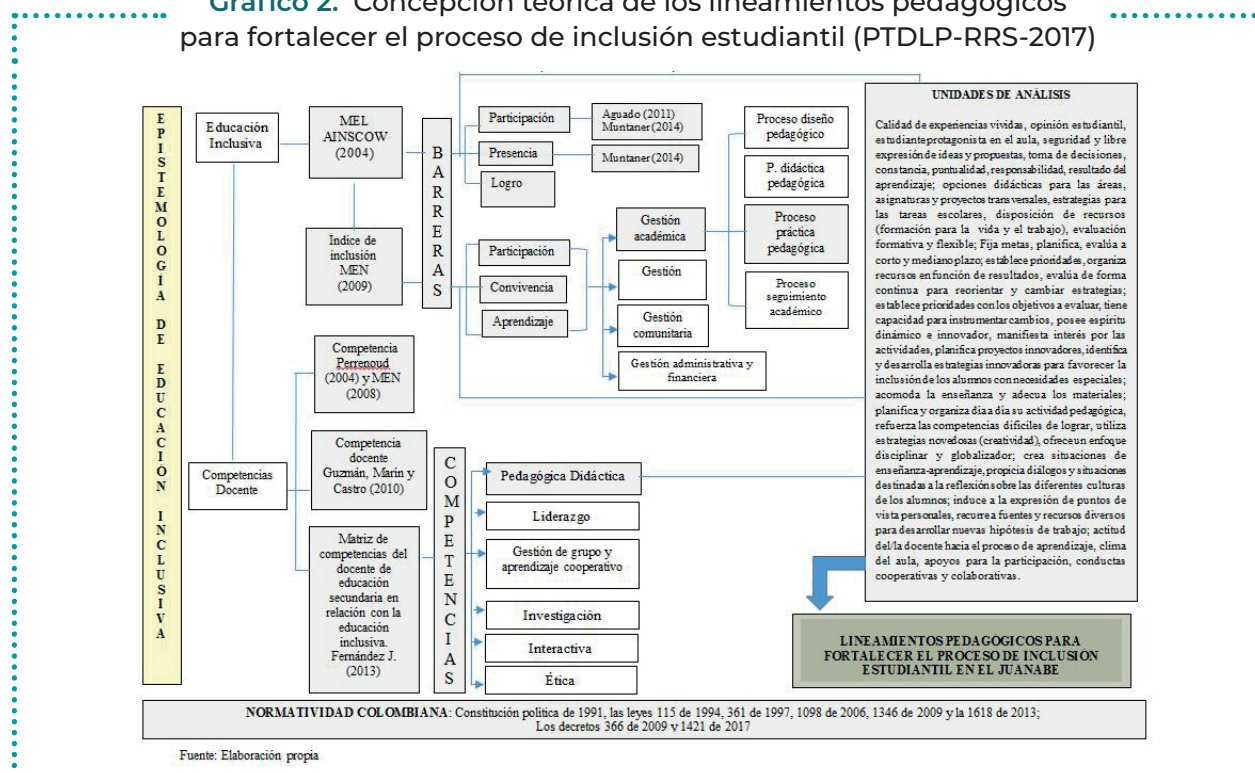 Gráfico 2. Concepción teórica de los lineamientos pedagógicos
para fortalecer el proceso de inclusión estudiantil (PTDLP-RRS-2017)
EPISTEMOLOGÍA DE EDUCACIÓN INCLUSIVA
Educación
Inclusiva
Competencias
Docente
MEL
AINSCOW
(2004)
Índice de
inclusión
MEN
(2009)
Competencia
Perrenoud
(2004) y MEN
(2008)
Competencia
docente
Guzmán, Marín y
Castro (2010)
Matriz de
competencias del
docente de
educación
secundaria en
relación con la
educación
inclusiva.
Fernández J.
(2013)
BARRERAS
Participación
Presencia
Logro
Aguado (2011)
Muntaner (2014)
Muntaner (2014)
Participación
Convivencia
Aprendizaje
Gestión
académica
Gestión
Gestión
comunitaria
Gestión administrativa y
financiera
Proceso diseño
pedagógico
P. didáctica
pedagógica
Proceso
práctica
pedagógica
Proceso
seguimiento
académico
COMPETENCIAS
Pedagógica Didáctica
Liderazgo
Gestión de grupo y
aprendizaje cooperativo
Investigación
Interactiva
Ética
UNIDADES DE ANÁLISIS
Calidad de experiencias vividas, opinión estudiantil,
estudiante protagonista en el aula, seguridad y libre
expresión de ideas y propuestas, toma de decisiones,
constancia, puntualidad, responsabilidad, resultado del
aprendizaje; opciones didácticas para las áreas,
asignaturas y proyectos transversales, estrategias para
las tareas escolares, disposición de recursos
(formación para la vida y el trabajo), evaluación
formativa y flexible; Fija metas, planifica, evalúa a
corto y mediano plazo; establece prioridades, organiza
recursos en función de resultados, evalúa de forma
continua para reorientar y cambiar estrategias;
establece prioridades con los objetivos a evaluar, tiene
capacidad para instrumentar cambios, posee espíritu
dinámico e innovador, manifiesta interés por las
actividades, planifica proyectos innovadores, identifica
y desarrolla estrategias innovadoras para favorecer la
inclusión de los alumnos con necesidades especiales;
acomoda la enseñanza y adecua los materiales;
planifica y organiza día a día su actividad pedagógica,
refuerza las competencias difíciles de lograr, utiliza
estrategias novedosas (creatividad), ofrece un enfoque
disciplinar y globalizador; crea situaciones de
enseñanza-aprendizaje, propicia diálogos y situaciones
destinadas a la reflexión sobre las diferentes culturas
de los alumnos; induce a la expresión de puntos de
vista personales, recurre a fuentes y recursos diversos
para desarrollar nuevas hipótesis de trabajo; actitud
del/la docente hacia el proceso de aprendizaje, clima
del aula, apoyos para la participación, conductas
cooperativas y colaborativas.
LINEAMIENTOS PEDAGÓGICOS PARA
FORTALECER EL PROCESO DE INCLUSIÓN
ESTUDIANTIL EN EL JUANABE
NORMATIVIDAD COLOMBIANA: Constitución política de 1991, las leyes 115 de 1994, 361 de 1997, 1098 de 2006, 1346 de 2009 y la 1618 de 2013;
Los decretos 366 de 2009 y 1421 de 2017
Fuente: Elaboración propia